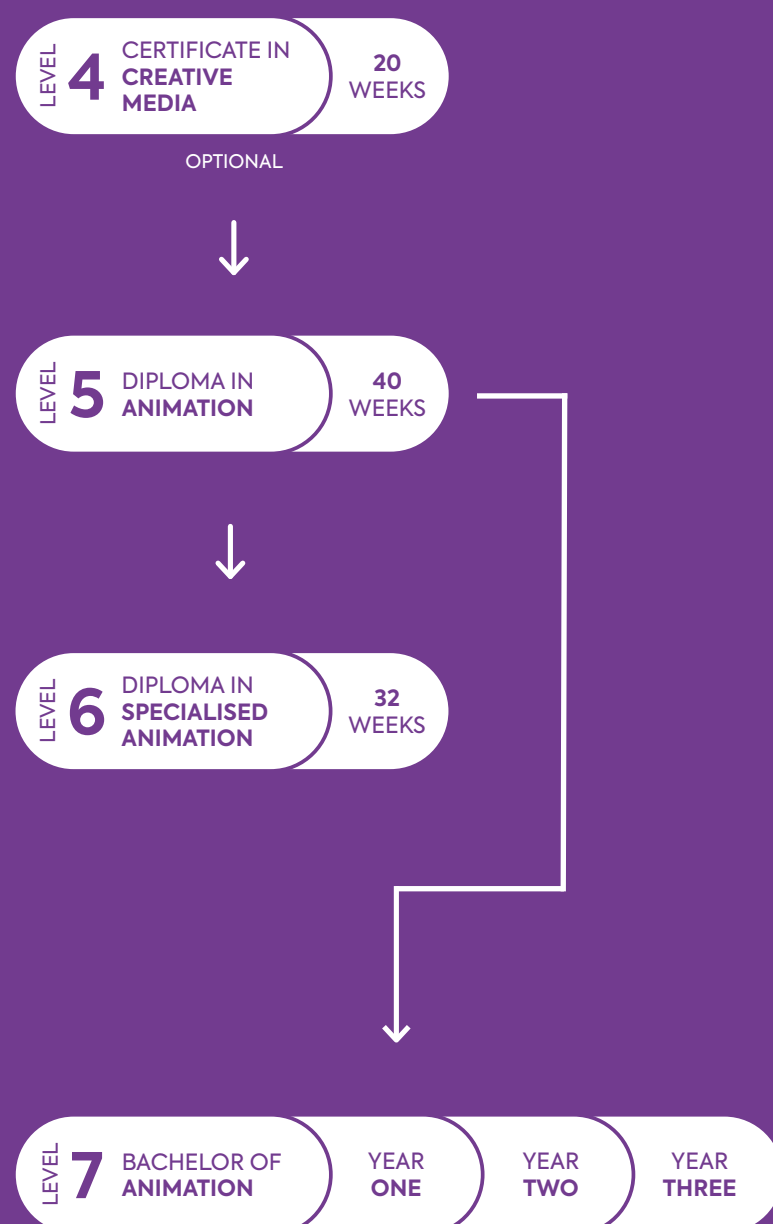 LEVEL
4
CERTIFICATE IN
CREATIVE
MEDIA
20
WEEKS
OPTIONAL
LEVEL
5
DIPLOMA IN
ANIMATION
40
WEEKS
LEVEL
6
DIPLOMA IN
SPECIALISED
ANIMATION
32
WEEKS
LEVEL
7
BACHELOR OF
ANIMATION
YEAR
ONE
YEAR
TWO
YEAR
THREE